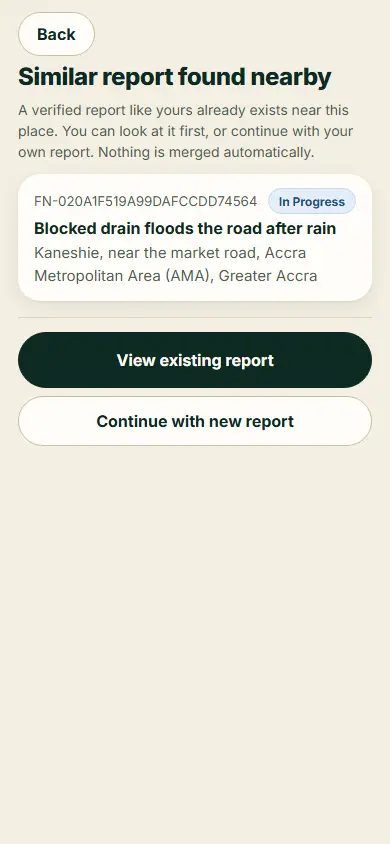 Back
Similar report found nearby
A verified report like yours already exists near this
place. You can look at it first, or continue with your
own report. Nothing is merged automatically.
FN-020A1F519A99DAFCCDD74564 In Progress
Blocked drain floods the road after rain
Kaneshie, near the market road, Accra
Metropolitan Area (AMA), Greater Accra
View existing report
Continue with new report